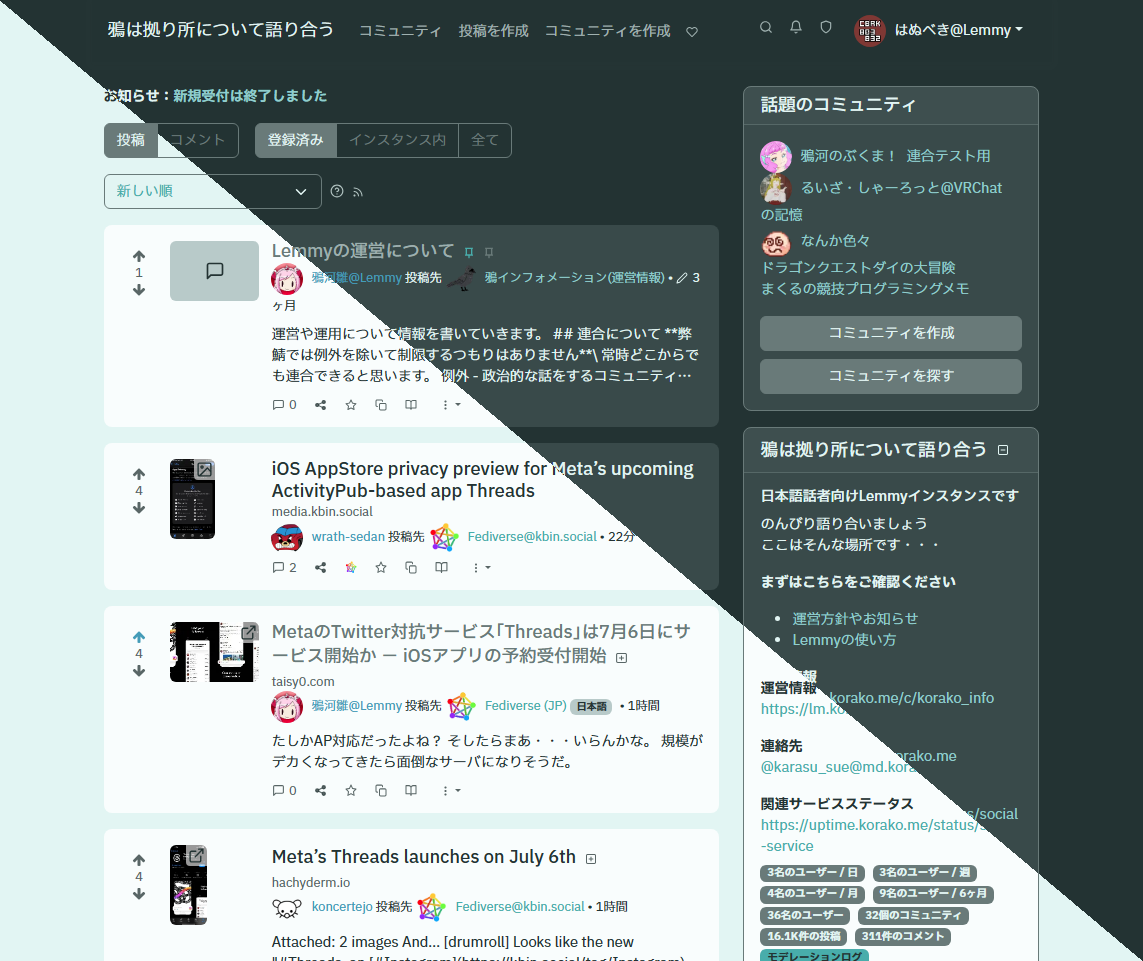 鴉は拠り所について語り合う コミュニティ 投稿を作成 コミュニティを作成
はぬべき@Lemmy
お知らせ：新規受付は終了しました
投稿 コメント 登録済み インスタンス内 全て
新しい順
1
Lemmyの運営について
鴉河雛@Lemmy 投稿先 鴉インフォメーション(運営情報) • 3
ヶ月
運営や運用について情報を書いていきます。 ## 連合について **弊
鯖では例外を除いて制限するつもりはありません**\ 常時どこからで
も連合できると思います。 例外 - 政治的な話をするコミュニティ…
0
4
iOS AppStore privacy preview for Meta’s upcoming
ActivityPub-based app Threads
media.kbin.social
wrath-sedan 投稿先 Fediverse@kbin.social • 22分
2
4
MetaのTwitter対抗サービス｢Threads｣は7月6日にサ
ービス開始か － iOSアプリの予約受付開始
taisy0.com
鴉河雛@Lemmy 投稿先 Fediverse (JP) 日本語 • 1時間
たしかAP対応だったよね？ そしたらまあ・・・いらんかな。 規模が
デカくなってきたら面倒なサーバになりそうだ。
0
4
Meta’s Threads launches on July 6th
hachyderm.io
koncertejo 投稿先 Fediverse@kbin.social • 1時間
Attached: 2 images And... [drumroll] Looks like the new
話題のコミュニティ
鴉河のぶくま！ 連合テスト用
るいざ・しゃーろっと@VRChat
の記憶
なんか色々
ドラゴンクエストダイの大冒険
まくるの競技プログラミングメモ
コミュニティを作成
コミュニティを探す
鴉は拠り所について語り合う
日本語話者向けLemmyインスタンスです
のんびり語り合いましょう
ここはそんな場所です・・・
まずはこちらをご確認ください
運営方針やお知らせ
Lemmyの使い方
運営情報
korako.me/c/korako_info
https://lm.ko
連絡先
orako.me
@karasu_sue@md.kora
関連サービスステータス
s/social
https://uptime.korako.me/status/s
-service
3名のユーザー / 日 3名のユーザー / 週
4名のユーザー / 月 9名のユーザー / 6ヶ月
36名のユーザー 32個のコミュニティ
16.1K件の投稿 311件のコメント
モデレーションログ